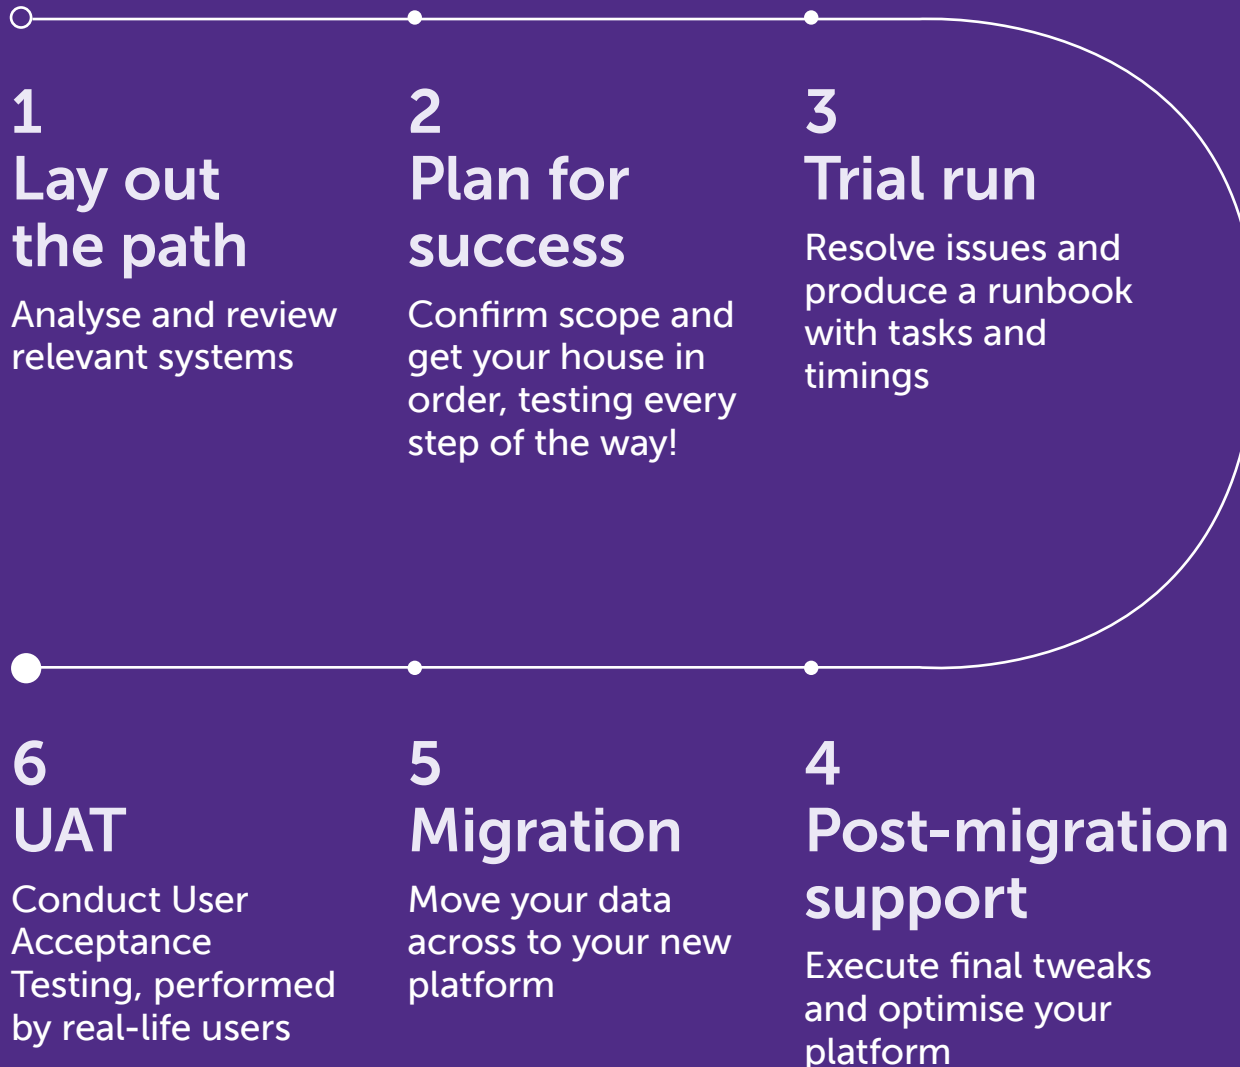 1
Lay out
the path
Analyse and review
relevant systems
2
Plan for
success
Confirm scope and
get your house in
order, testing every
step of the way!
3
Trial run
Resolve issues and
produce a runbook
with tasks and
timings
6
UAT
Conduct User
Acceptance
Testing, performed
by real-life users
5
Migration
Move your data
across to your new
platform
4
Post-migration
support
Execute final tweaks
and optimise your
platform